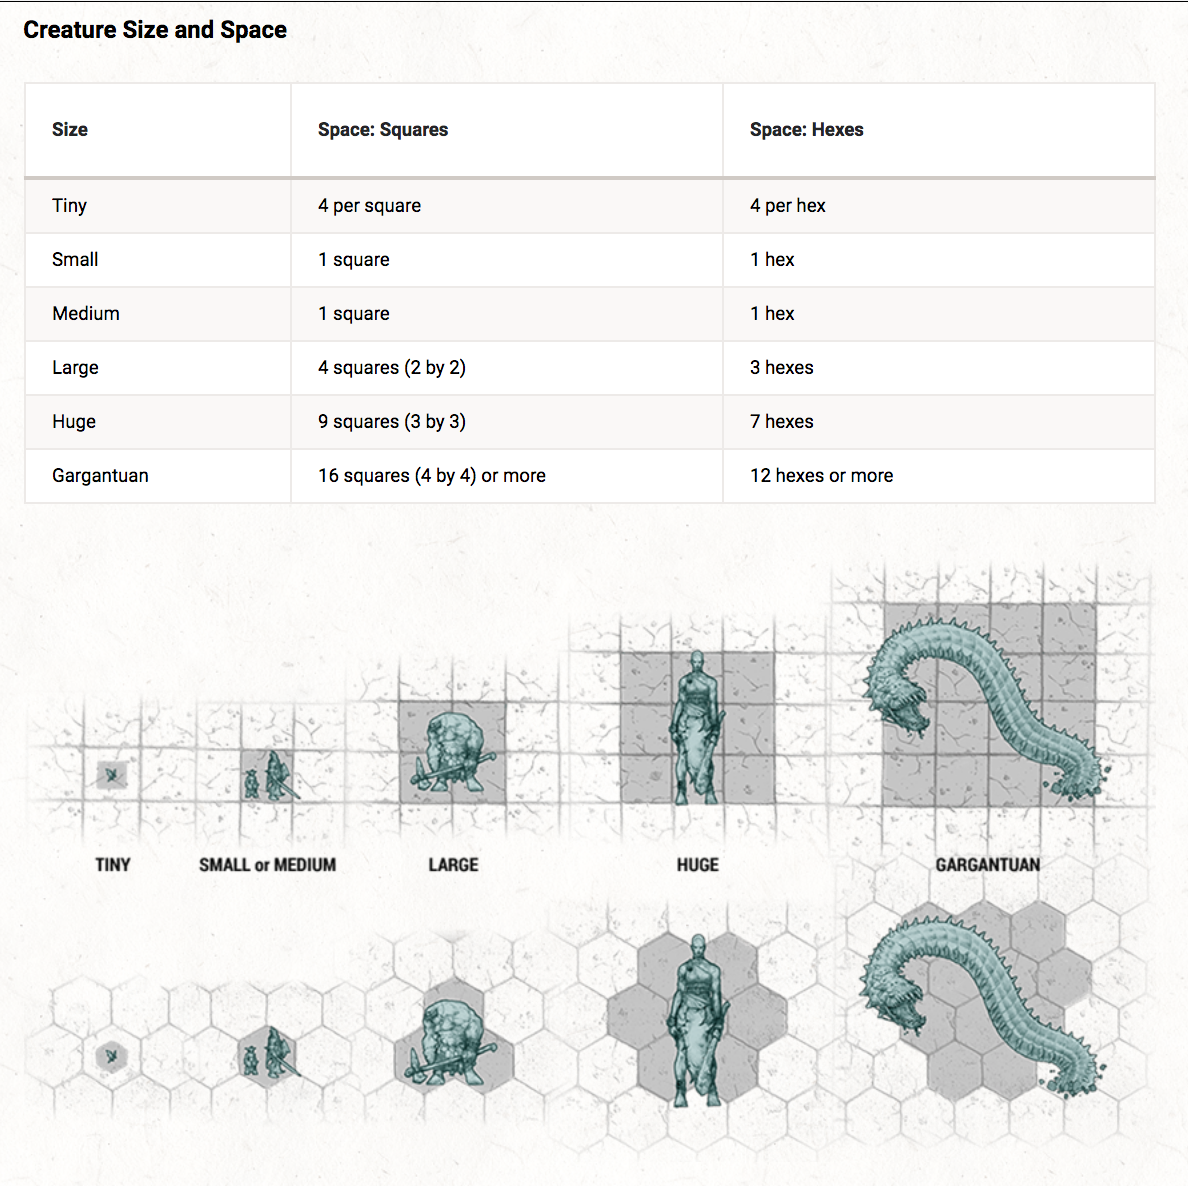 Creature Size and Space
Size Space: Squares Space: Hexes
Tiny 4 per square 4 per hex
Small 1 square 1 hex
Medium 1 square 1 hex
Large 4 squares (2 by 2) 3 hexes
Huge 9 squares (3 by 3) 7 hexes
Gargantuan 16 squares (4 by 4) or more 12 hexes or more
TINY SMALL or MEDIUM LARGE HUGE GARGANTUAN